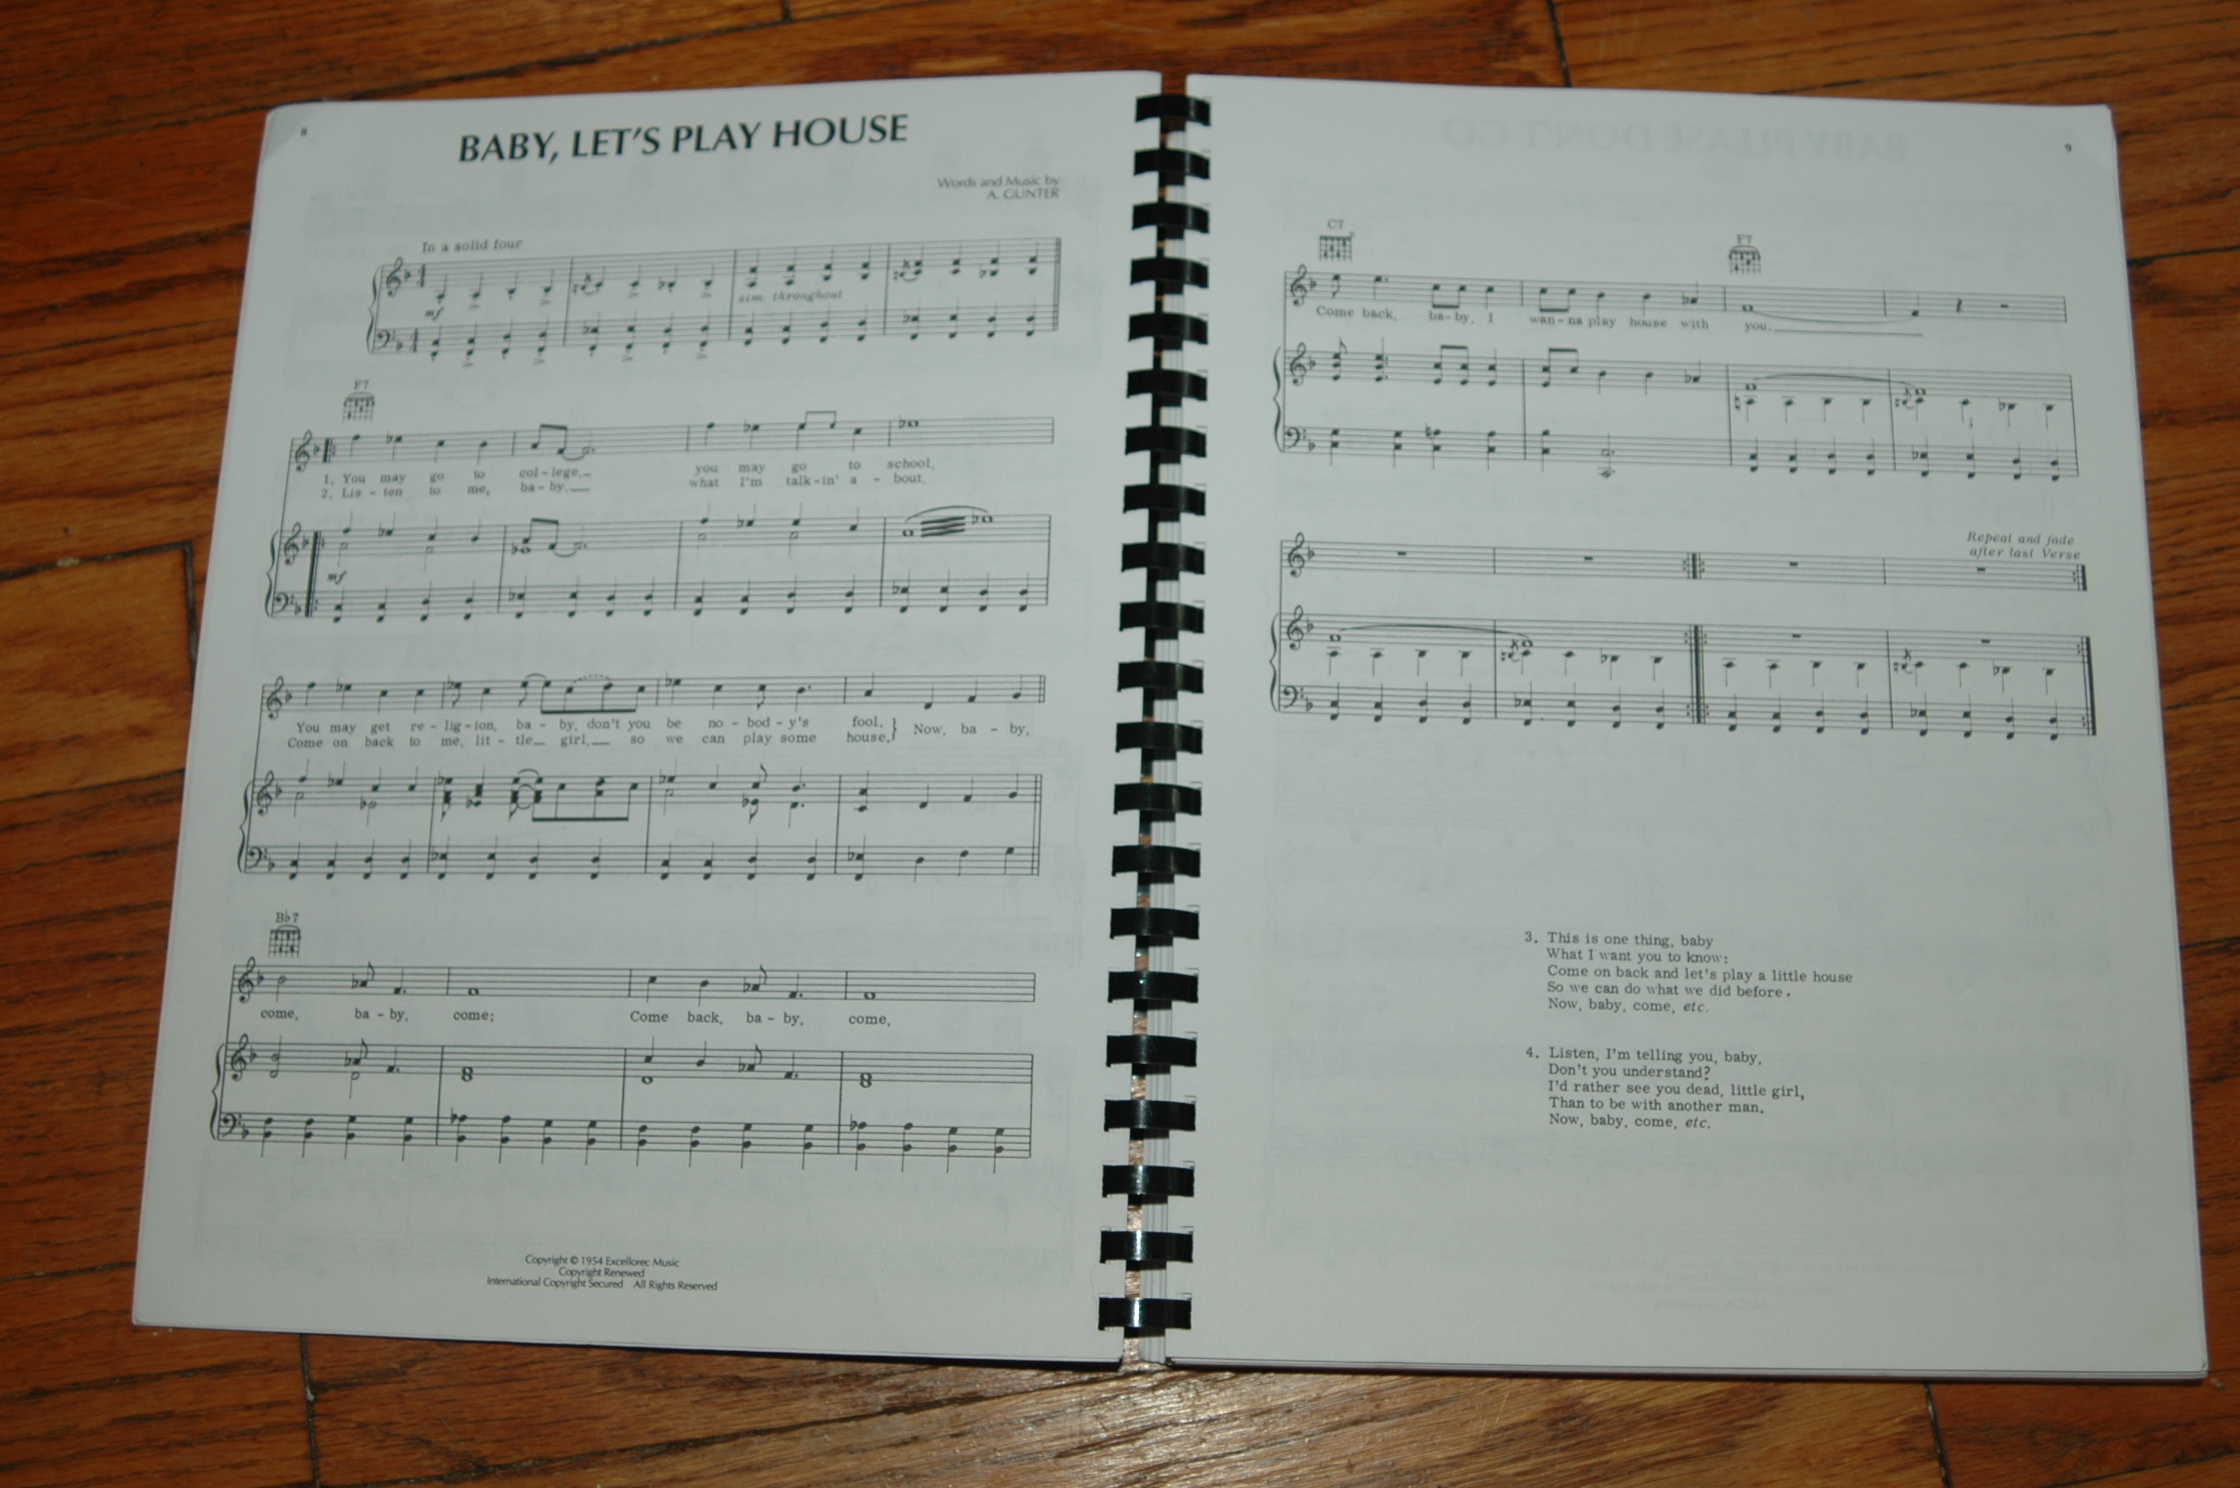 8
BABY, LET'S PLAY HOUSE
Words and Music by
A. GUNTER
In a solid four
mf
sim. throughout
F7
1. You may go to col-lege, you may go to school,
2. Lis-ten to me, ba-by, what I'm talk-in' a-bout.
mf
You may get re-lig-ion, ba-by, don't you be no-bod-y's fool. } Now, ba-by,
Come on back to me, lit-tle girl, so we can play some house.
B♭7
come, ba-by, come; Come back, ba-by, come,
Copyright © 1954 Excellorec Music
Copyright Renewed
International Copyright Secured All Rights Reserved
9
C7 F7
Come back, ba-by, I wan-na play house with you.
Repeat and fade
after last Verse
3. This is one thing, baby
What I want you to know:
Come on back and let's play a little house
So we can do what we did before.
Now, baby, come, etc.
4. Listen, I'm telling you, baby,
Don't you understand?
I'd rather see you dead, little girl,
Than to be with another man.
Now, baby, come, etc.
BABY PLEASE DON'T GO